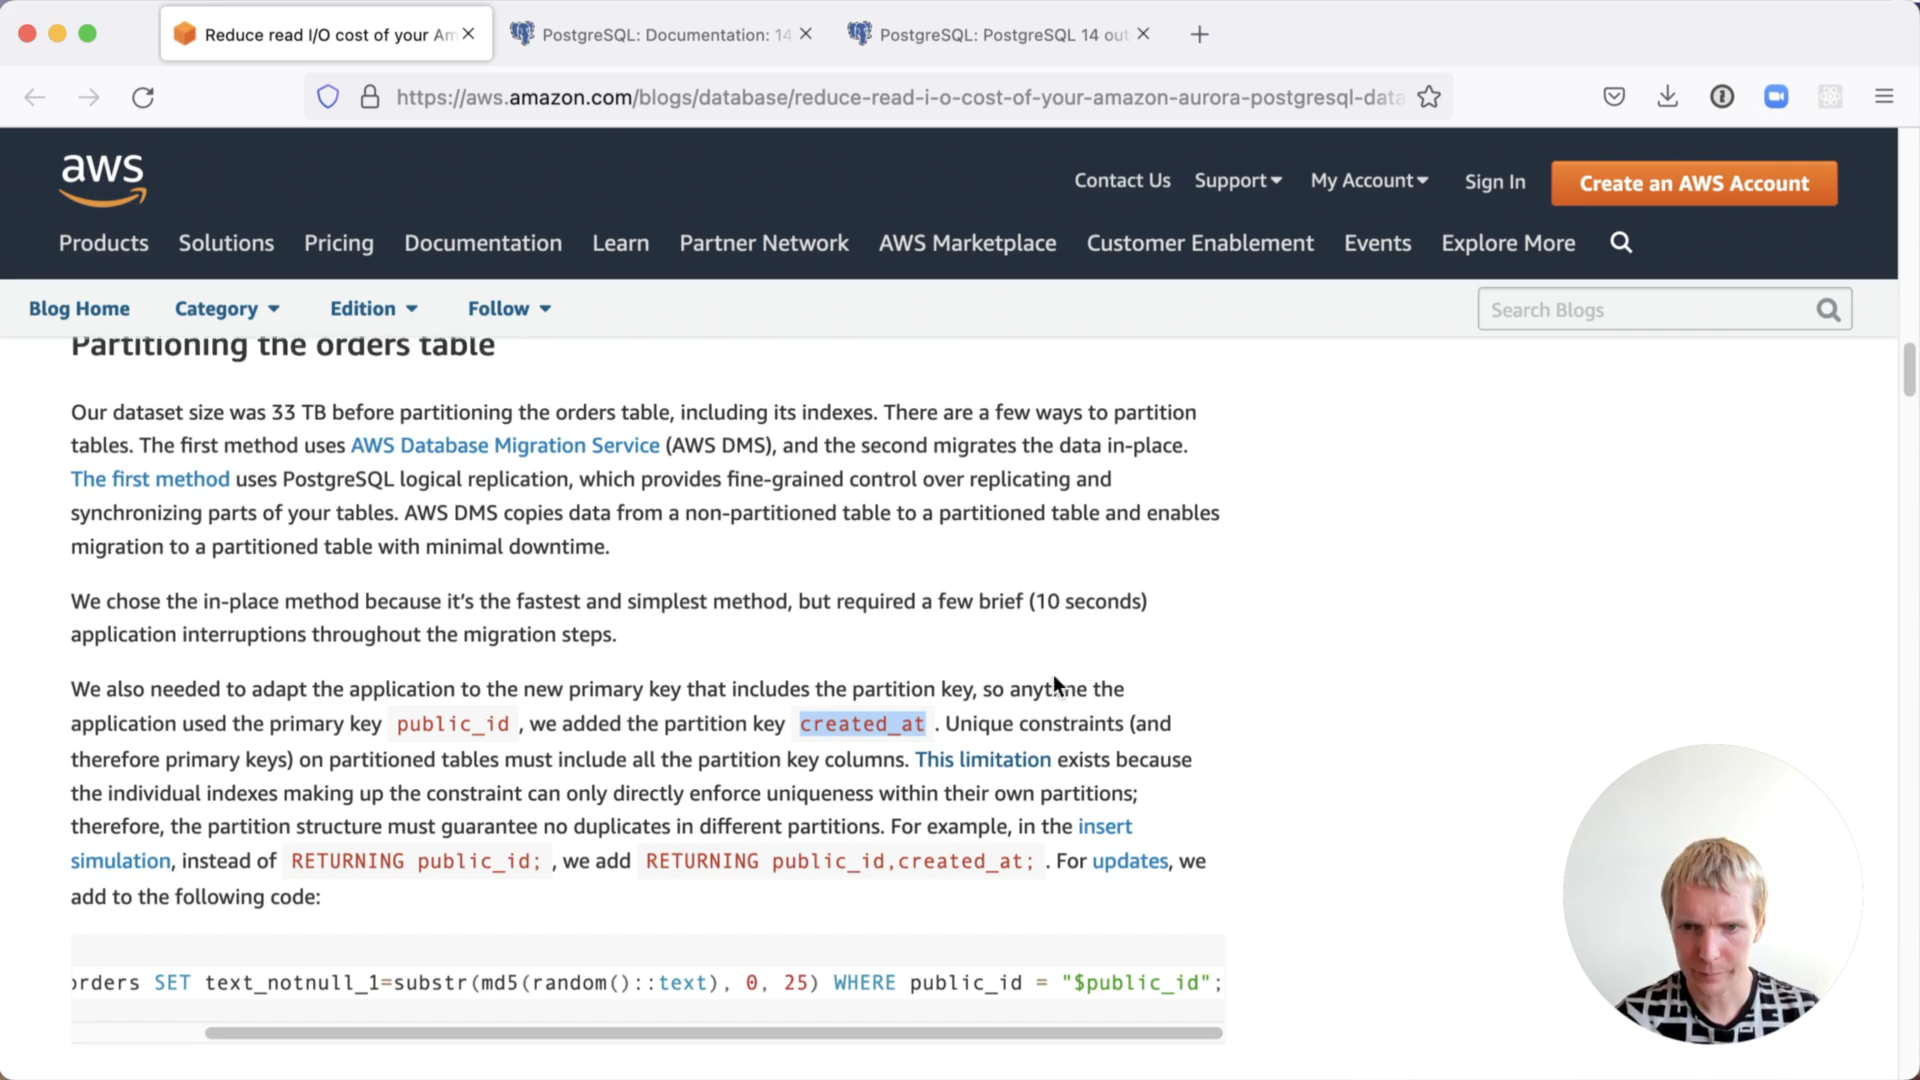 Reduce read I/O cost of your Am
PostgreSQL: Documentation: 14
PostgreSQL: PostgreSQL 14 out
https://aws.amazon.com/blogs/database/reduce-read-i-o-cost-of-your-amazon-aurora-postgresql-data
aws
Contact Us Support My Account Sign In Create an AWS Account
Products Solutions Pricing Documentation Learn Partner Network AWS Marketplace Customer Enablement Events Explore More
Blog Home Category Edition Follow Search Blogs
Partitioning the orders table
Our dataset size was 33 TB before partitioning the orders table, including its indexes. There are a few ways to partition
tables. The first method uses AWS Database Migration Service (AWS DMS), and the second migrates the data in-place.
The first method uses PostgreSQL logical replication, which provides fine-grained control over replicating and
synchronizing parts of your tables. AWS DMS copies data from a non-partitioned table to a partitioned table and enables
migration to a partitioned table with minimal downtime.
We chose the in-place method because it's the fastest and simplest method, but required a few brief (10 seconds)
application interruptions throughout the migration steps.
We also needed to adapt the application to the new primary key that includes the partition key, so anytime the
application used the primary key public_id , we added the partition key created_at . Unique constraints (and
therefore primary keys) on partitioned tables must include all the partition key columns. This limitation exists because
the individual indexes making up the constraint can only directly enforce uniqueness within their own partitions;
therefore, the partition structure must guarantee no duplicates in different partitions. For example, in the insert
simulation, instead of RETURNING public_id; , we add RETURNING public_id,created_at; . For updates, we
add to the following code:
orders SET text_notnull_1=substr(md5(random()::text), 0, 25) WHERE public_id = "$public_id";